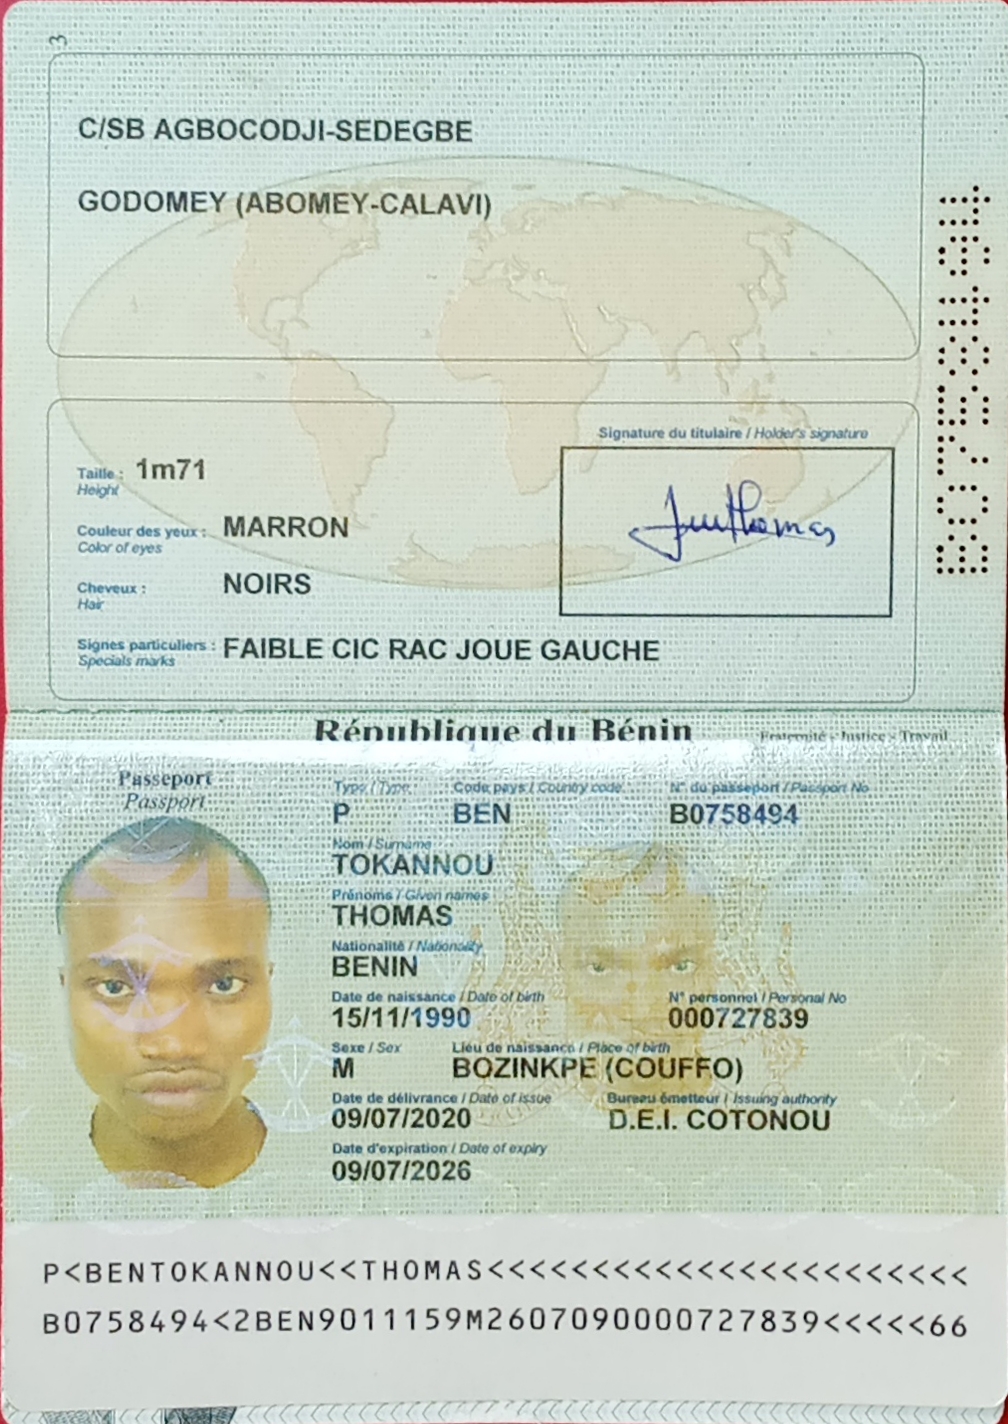 3
C/SB AGBOCODJI-SEDEGBE
GODOMEY (ABOMEY-CALAVI)
B0758494
Signature du titulaire / Holder's signature
Taille : 1m71
Height
Couleur des yeux : MARRON
Color of eyes
Cheveux : NOIRS
Hair
Signes particuliers : FAIBLE CIC RAC JOUE GAUCHE
Specials marks
République du Bénin
Fraternité - Justice - Travail
Passeport
Passport
Type / Type Code pays / Country code N° du passeport / Passport No
P BEN B0758494
Nom / Surname
TOKANNOU
Prénoms / Given names
THOMAS
Nationalité / Nationality
BENIN
Date de naissance / Date of birth N° personnel / Personal No
15/11/1990 000727839
Sexe / Sex Lieu de naissance / Place of birth
M BOZINKPE (COUFFO)
Date de délivrance / Date of issue Bureau émetteur / Issuing authority
09/07/2020 D.E.I. COTONOU
Date d'expiration / Date of expiry
09/07/2026
P<BENTOKANNOU<<THOMAS<<<<<<<<<<<<<<<<<<<<<<<
B0758494<2BEN9011159M2607090000727839<<<<<66